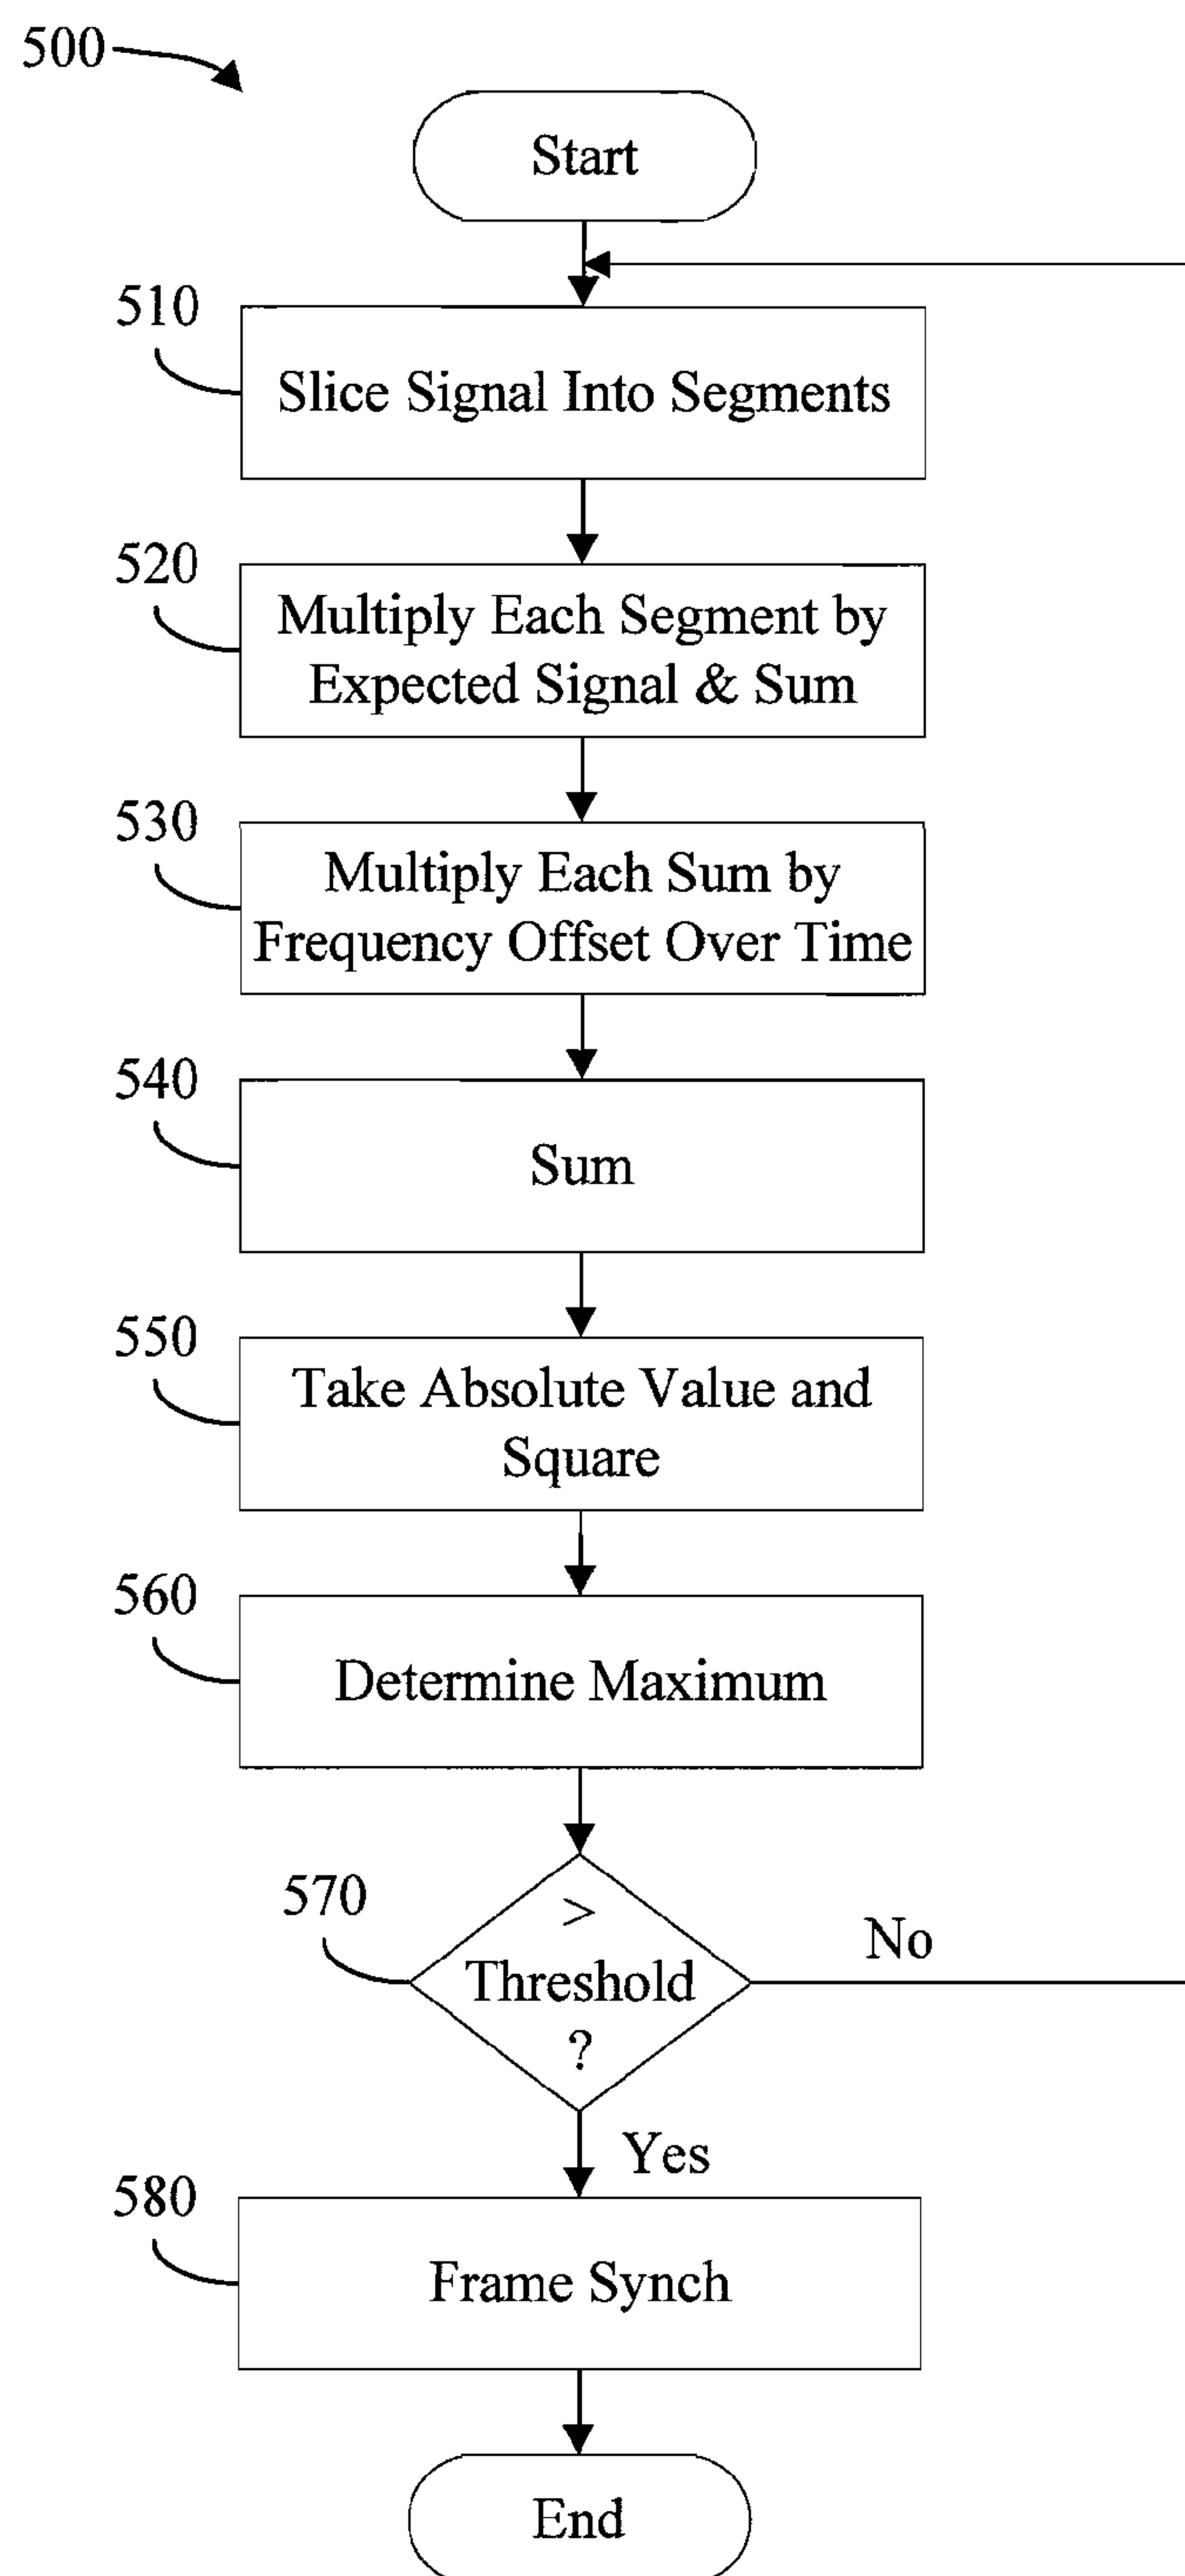 500
Start
510
Slice Signal Into Segments
520
Multiply Each Segment by
Expected Signal & Sum
530
Multiply Each Sum by
Frequency Offset Over Time
540
Sum
550
Take Absolute Value and
Square
560
Determine Maximum
570
>
Threshold
?
No
Yes
580
Frame Synch
End